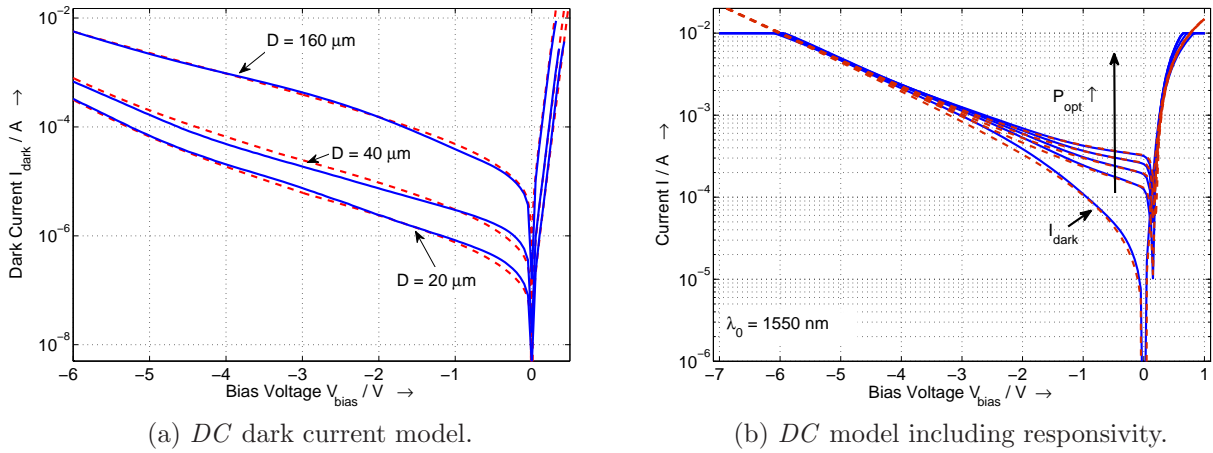 10⁻²
10⁻⁴
10⁻⁶
10⁻⁸
Dark Current I_dark / A →
D = 160 μm
D = 40 μm
D = 20 μm
−6 −5 −4 −3 −2 −1 0
Bias Voltage V_bias / V →
(a) DC dark current model.
10⁻¹
10⁻²
10⁻³
10⁻⁴
10⁻⁵
10⁻⁶
Current I / A →
P_opt ↑
I_dark
λ₀ = 1550 nm
−7 −6 −5 −4 −3 −2 −1 0 1
Bias Voltage V_bias / V →
(b) DC model including responsivity.